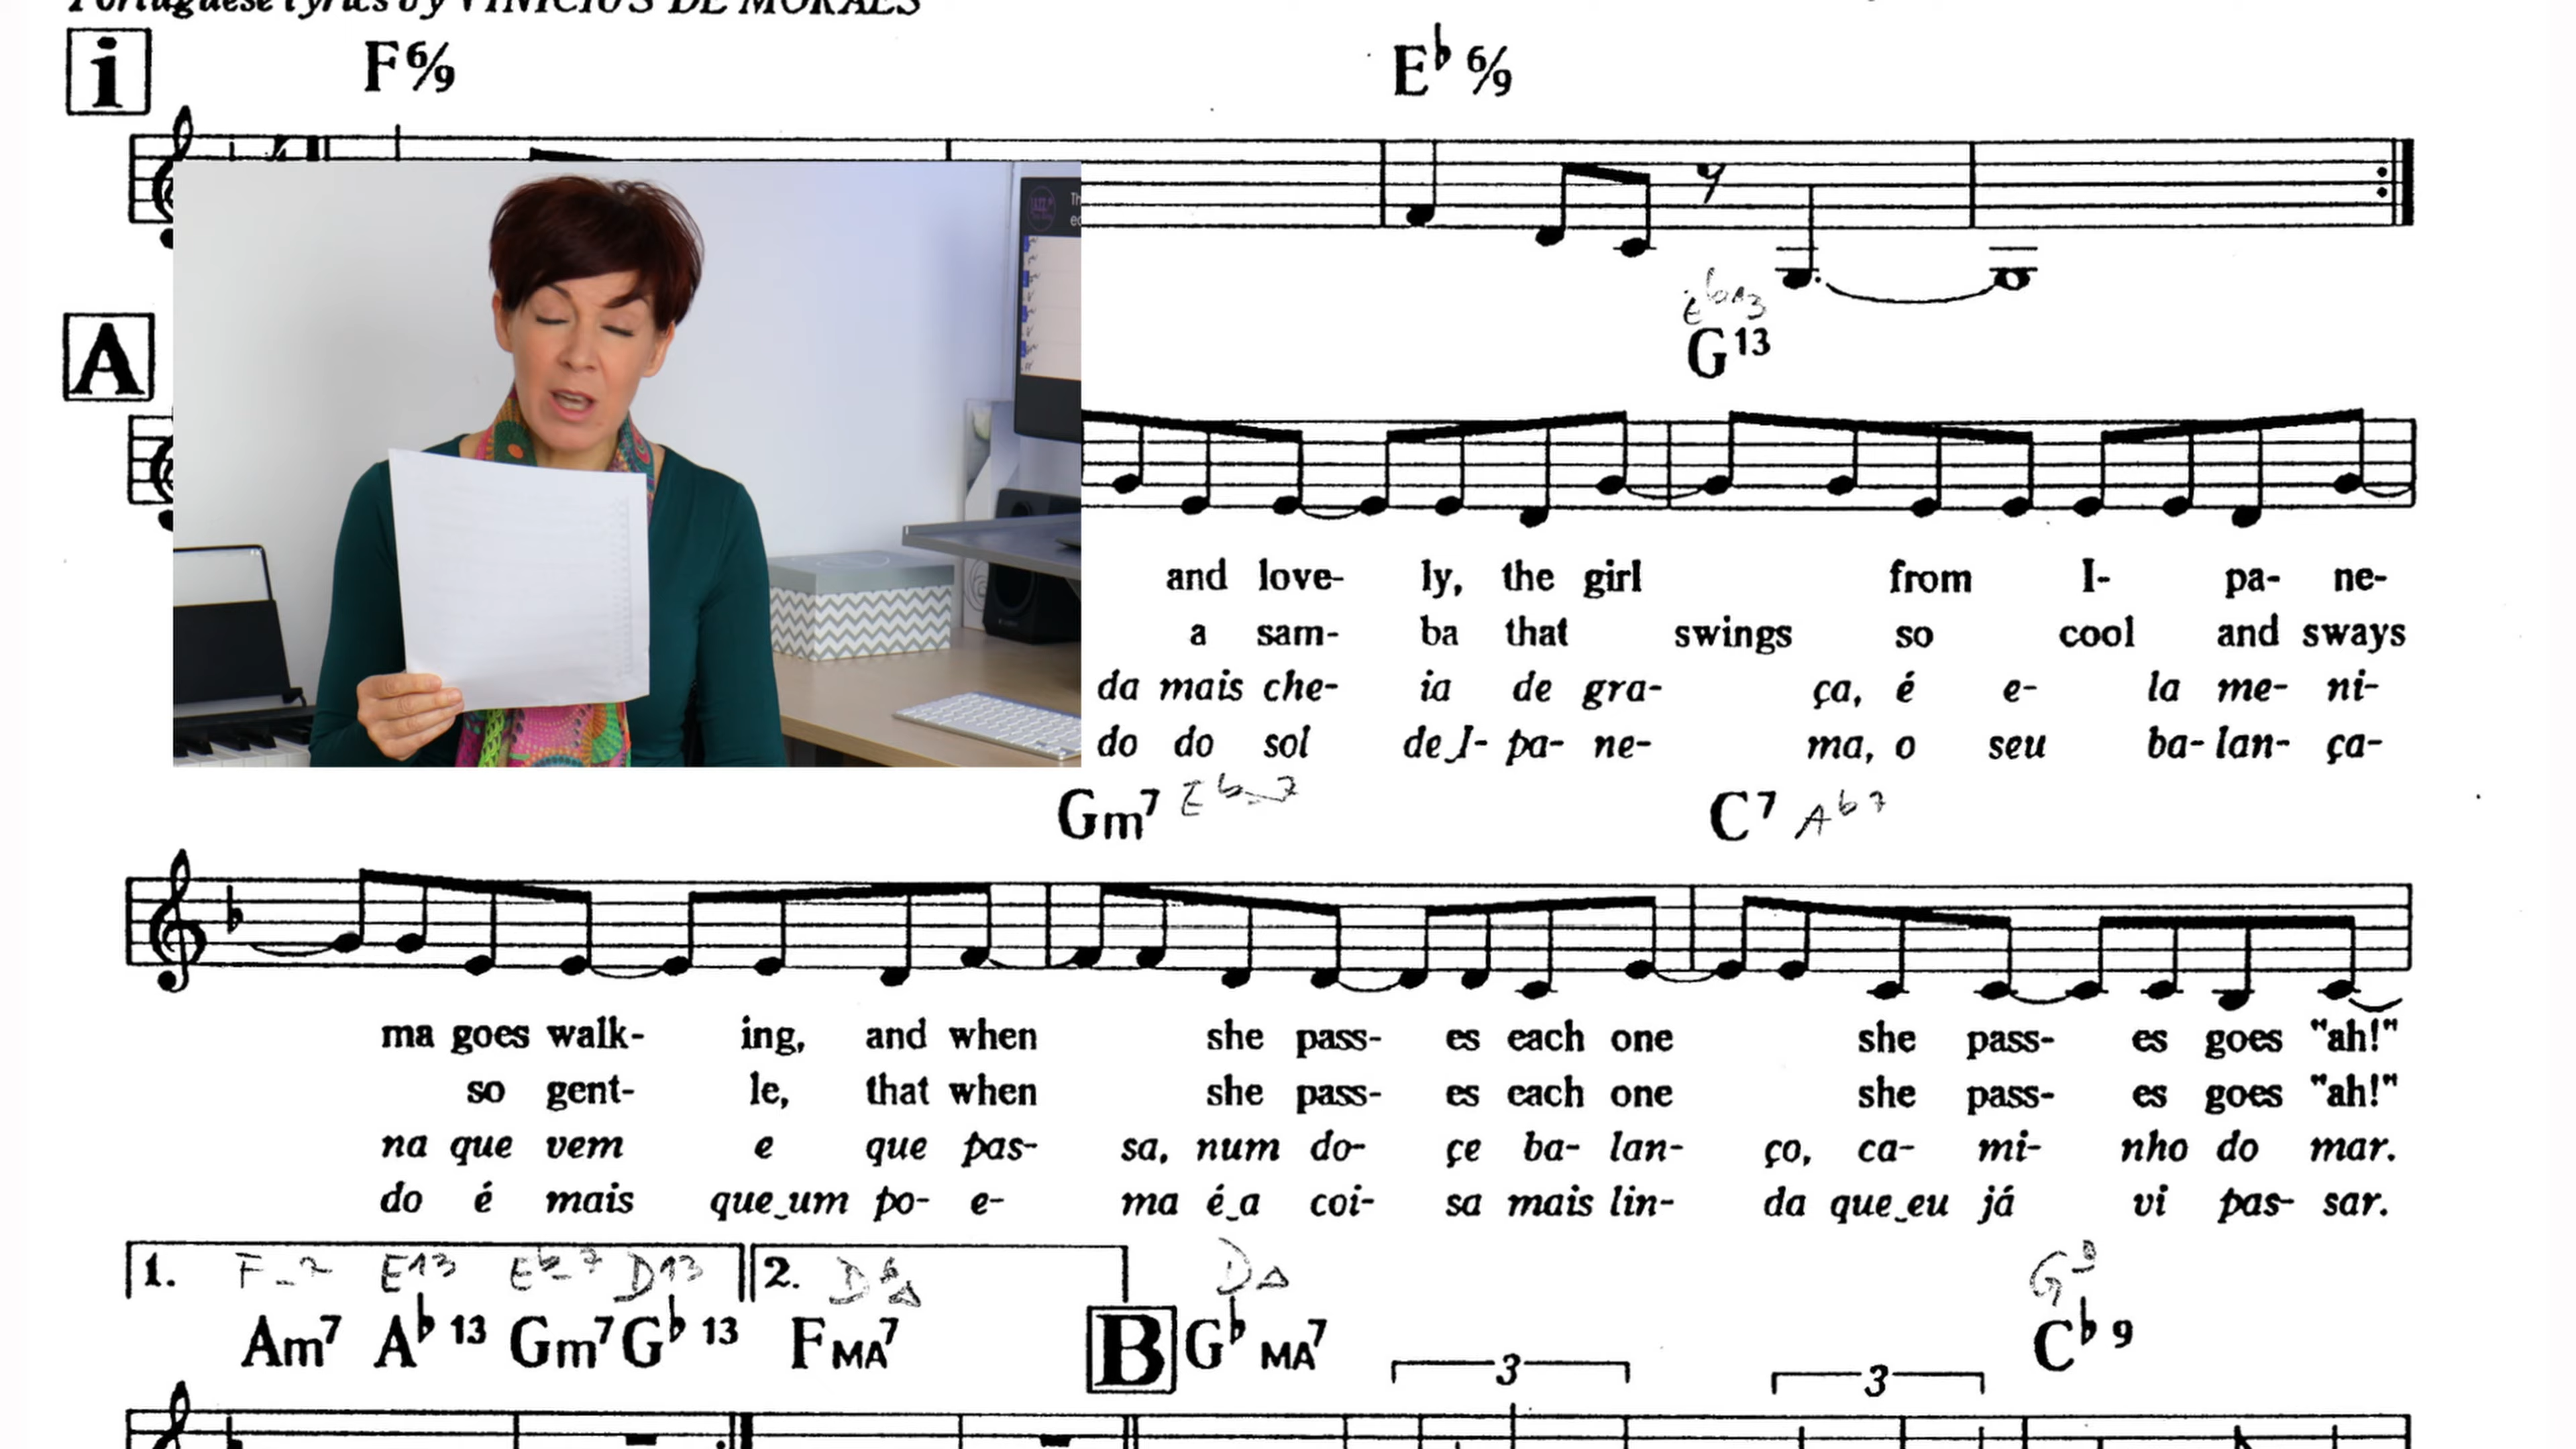 Portuguese lyrics by VINICIUS DE MORAES
i F6/9 E♭6/9
E♭13
A G13
and love- ly, the girl from I- pa- ne-
a sam- ba that swings so cool and sways
da mais che- ia de gra- ça, é e- la me- ni-
do do sol de I- pa- ne- ma, o seu ba- lan- ça-
Gm7 E♭-7 C7 A♭7
ma goes walk- ing, and when she pass- es each one she pass- es goes "ah!"
so gent- le, that when she pass- es each one she pass- es goes "ah!"
na que vem e que pas- sa, num do- çe ba- lan- ço, ca- mi- nho do mar.
do é mais que um po- e- ma é a coi- sa mais lin- da que eu já vi pas- sar.
1. F-7 E13 E♭-7 D13 2. D♭Δ DΔ G9
Am7 A♭13 Gm7 G♭13 FMA7 B G♭MA7 C♭9
3 3